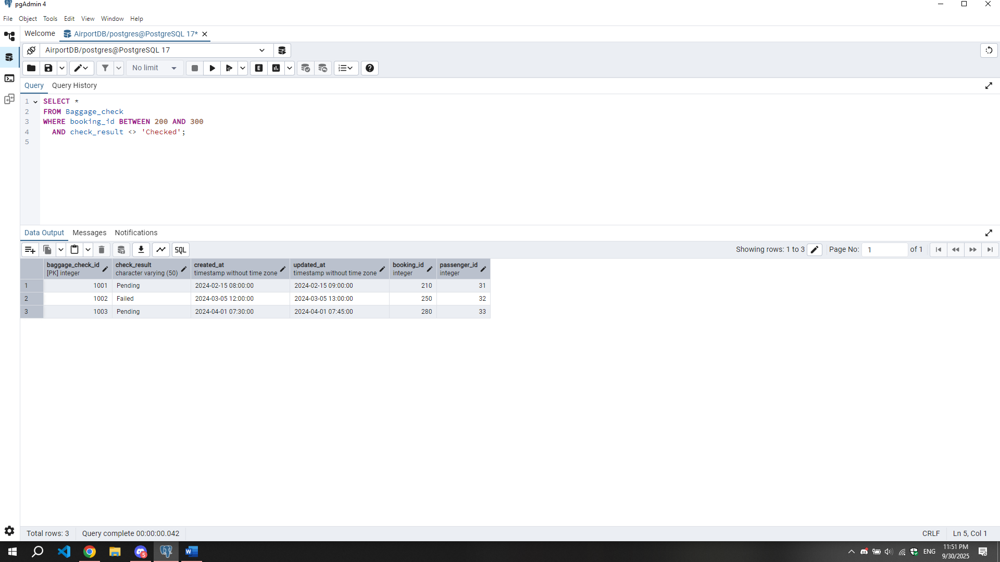 pgAdmin 4
File Object Tools Edit View Window Help
Welcome AirportDB/postgres@PostgreSQL 17*
AirportDB/postgres@PostgreSQL 17
No limit E
Query Query History
1 SELECT *
2 FROM Baggage_check
3 WHERE booking_id BETWEEN 200 AND 300
4 AND check_result <> 'Checked';
5
Data Output Messages Notifications
SQL Showing rows: 1 to 3 Page No: 1 of 1
baggage_check_id check_result created_at updated_at booking_id passenger_id
[PK] integer character varying (50) timestamp without time zone timestamp without time zone integer integer
1 1001 Pending 2024-02-15 08:00:00 2024-02-15 09:00:00 210 31
2 1002 Failed 2024-03-05 12:00:00 2024-03-05 13:00:00 250 32
3 1003 Pending 2024-04-01 07:30:00 2024-04-01 07:45:00 280 33
Total rows: 3 Query complete 00:00:00.042 CRLF Ln 5, Col 1
5 ENG 11:51 PM
9/30/2025